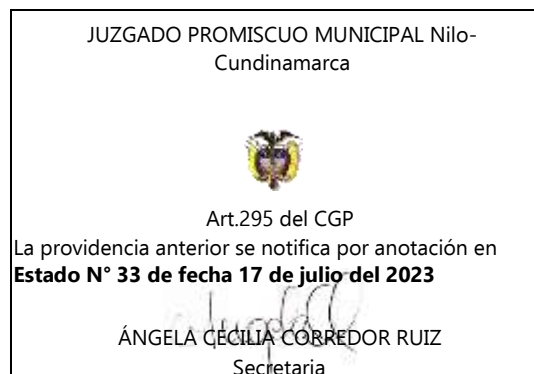 JUZGADO PROMISCUO MUNICIPAL Nilo-
Cundinamarca
Art.295 del CGP
La providencia anterior se notifica por anotación en
Estado N° 33 de fecha 17 de julio del 2023
ÁNGELA CECILIA CORREDOR RUIZ
Secretaria